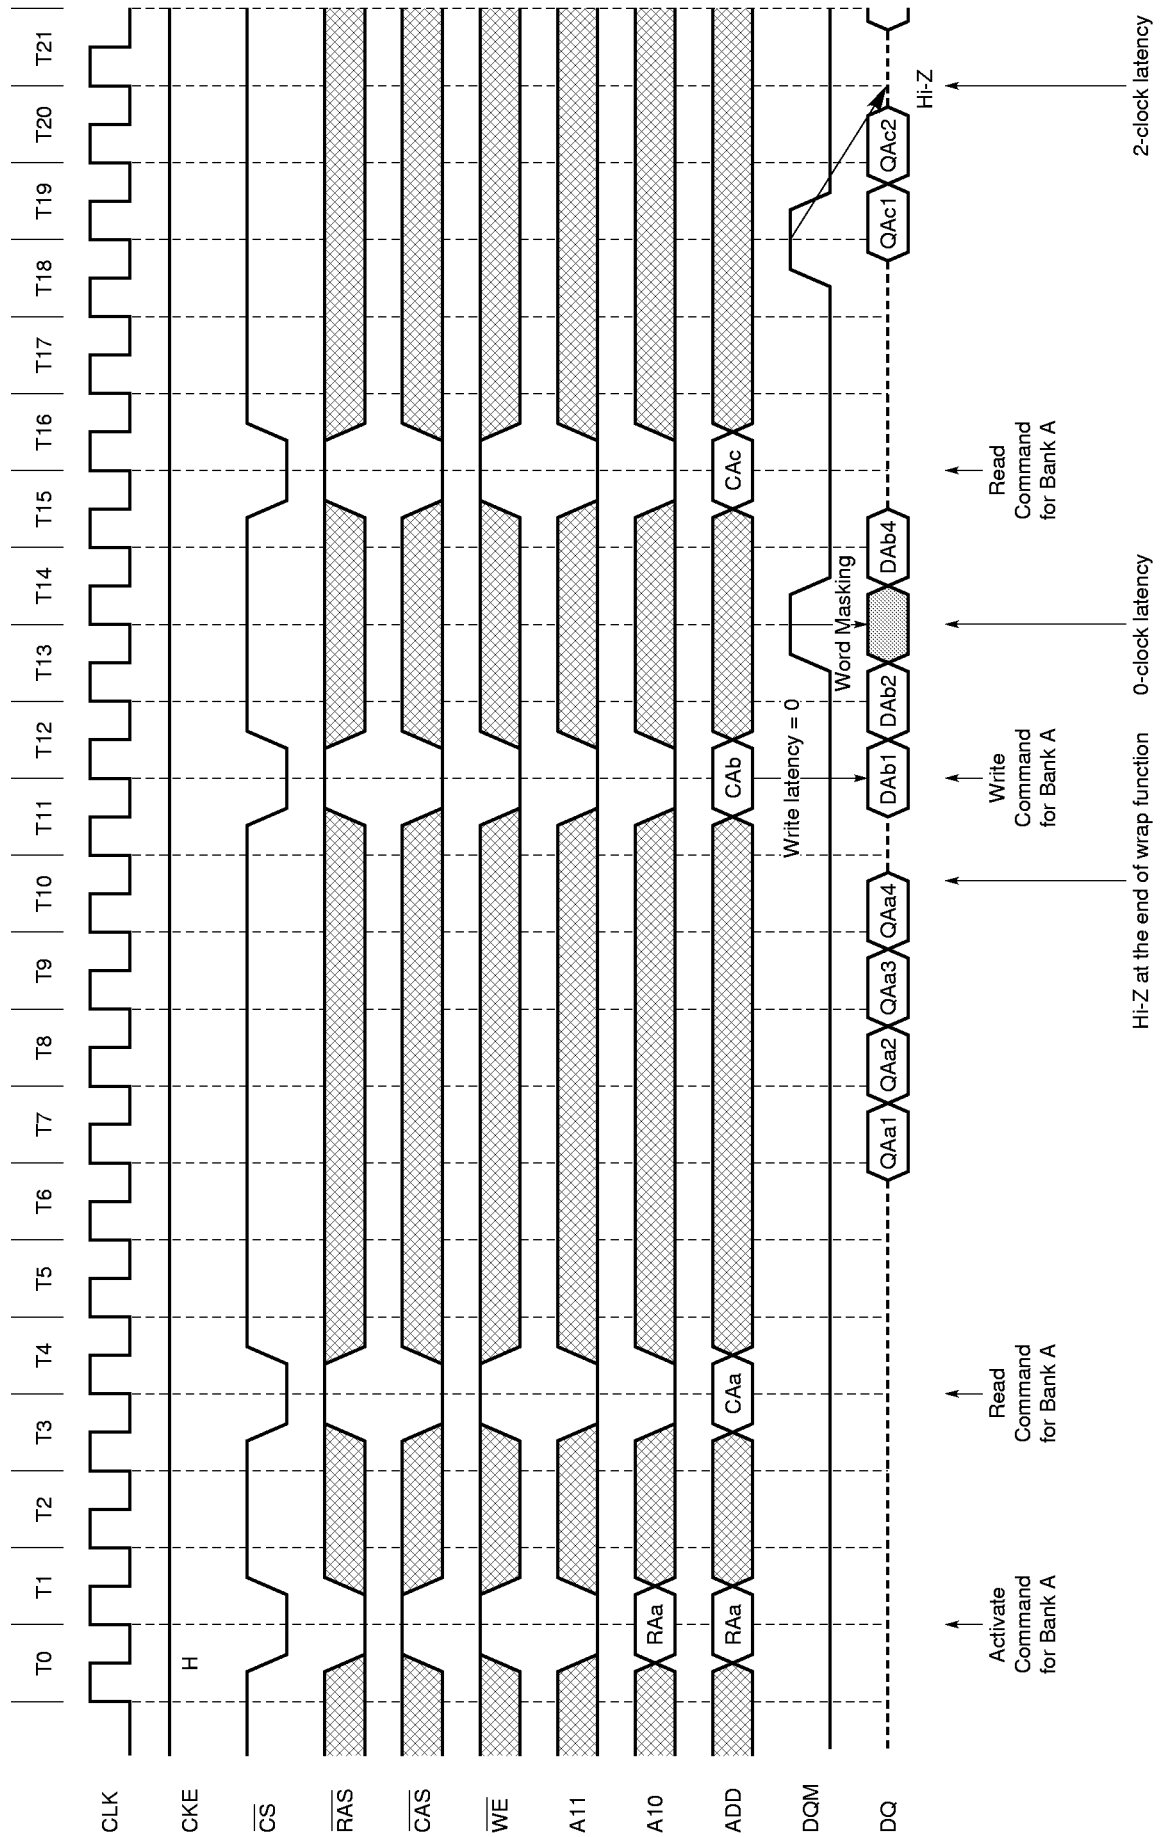 T0 T1 T2 T3 T4 T5 T6 T7 T8 T9 T10 T11 T12 T13 T14 T15 T16 T17 T18 T19 T20 T21
CLK
CKE H
CS
RAS
CAS
WE
A11
A10 RAa
ADD RAa CAa CAb CAc
Write latency = 0
DQM
Word Masking
DQ QAa1 QAa2 QAa3 QAa4 DAb1 DAb2 DAb4 QAc1 QAc2
Hi-Z
Activate
Command
for Bank A
Read
Command
for Bank A
Write
Command
for Bank A
Read
Command
for Bank A
Hi-Z at the end of wrap function
0-clock latency
2-clock latency